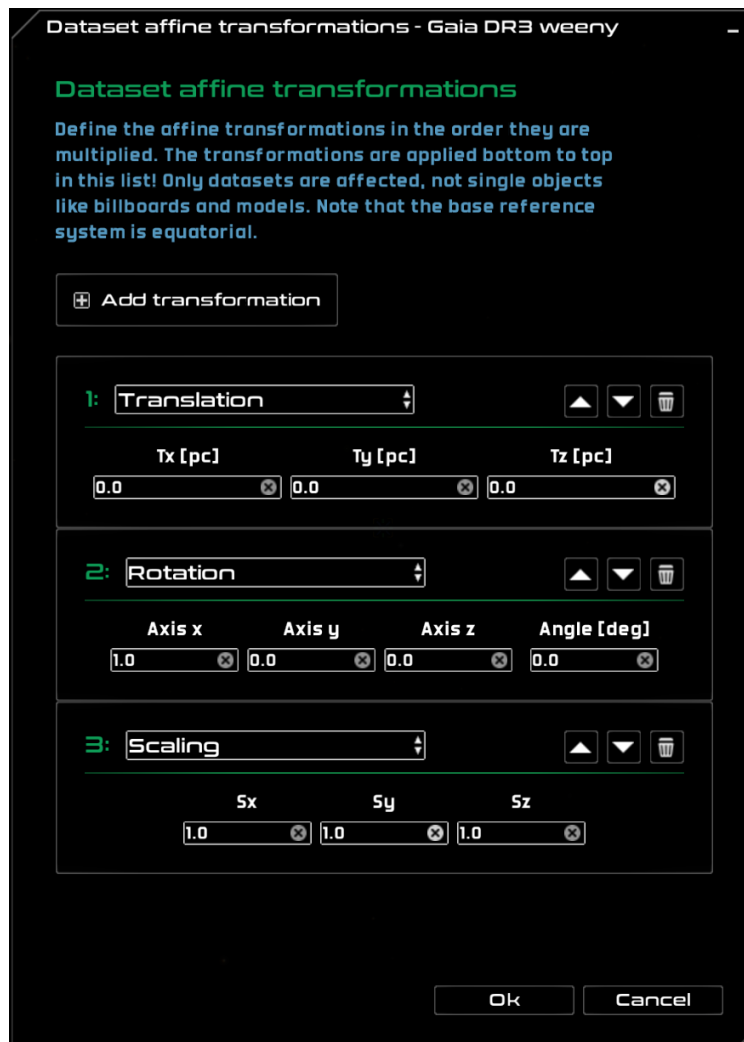 Dataset affine transformations - Gaia DR3 weeny
Dataset affine transformations
Define the affine transformations in the order they are
multiplied. The transformations are applied bottom to top
in this list! Only datasets are affected, not single objects
like billboards and models. Note that the base reference
system is equatorial.
Add transformation
1: Translation
Tx [pc] Ty [pc] Tz [pc]
0.0 0.0 0.0
2: Rotation
Axis x Axis y Axis z Angle [deg]
1.0 0.0 0.0 0.0
3: Scaling
Sx Sy Sz
1.0 1.0 1.0
Ok Cancel